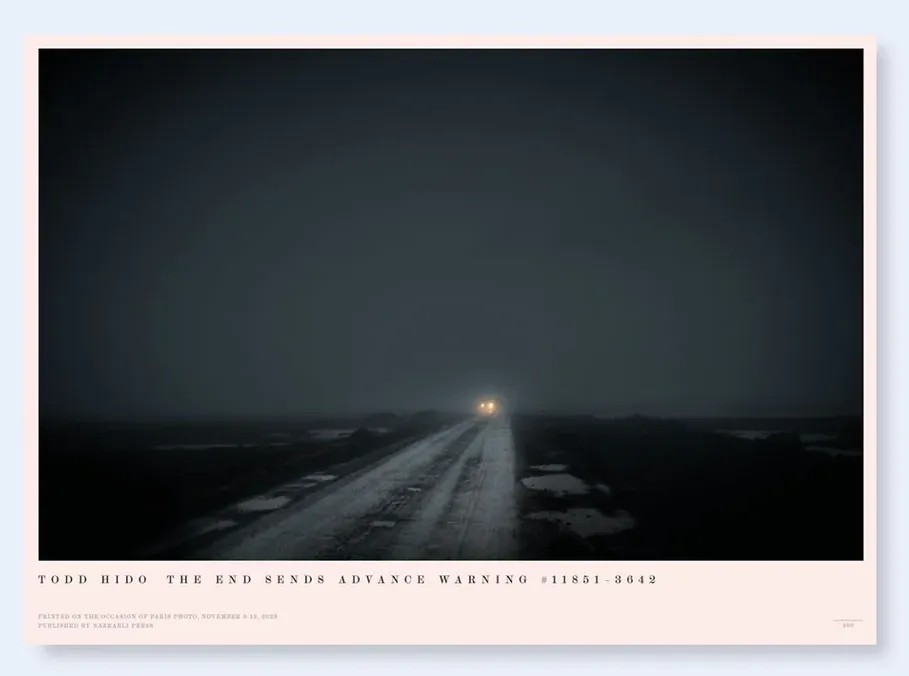 TODD HIDO THE END SENDS ADVANCE WARNING #11851-3642
PRINTED ON THE OCCASION OF PARIS PHOTO, NOVEMBER 9-12, 2023
PUBLISHED BY NAZRAELI PRESS